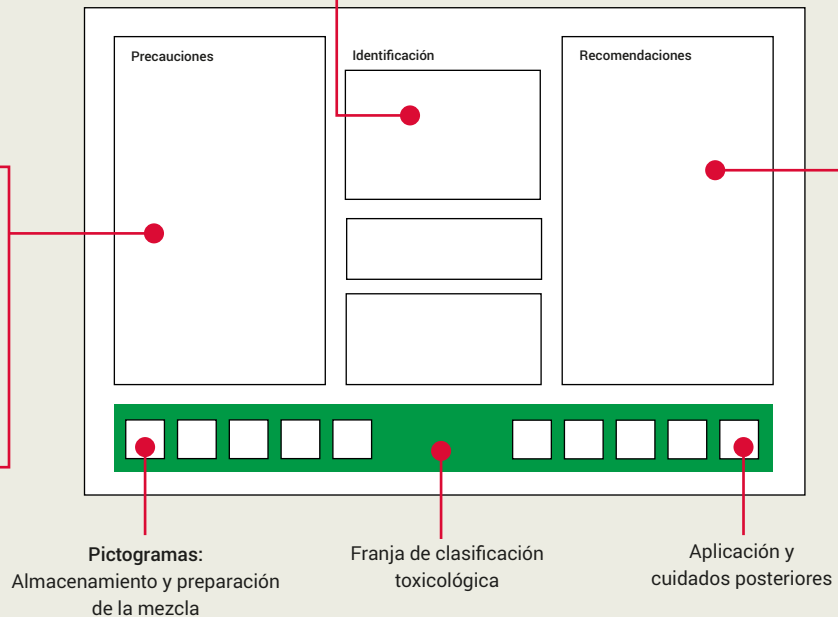 Precauciones
Identificación
Recomendaciones
Pictogramas:
Almacenamiento y preparación
de la mezcla
Franja de clasificación
toxicológica
Aplicación y
cuidados posteriores